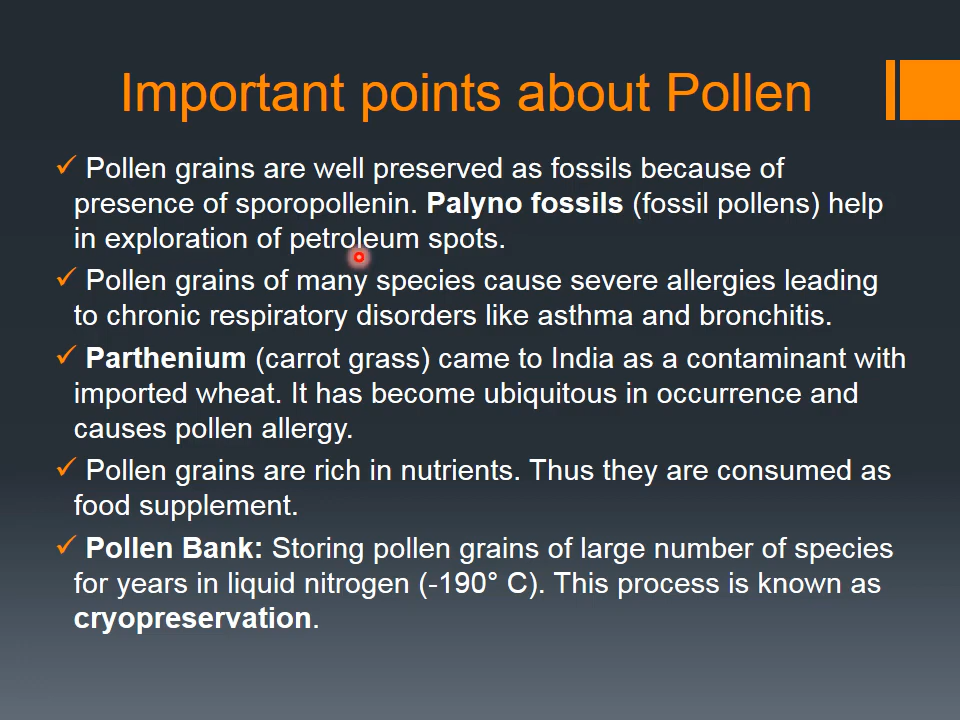 Important points about Pollen
✓ Pollen grains are well preserved as fossils because of
presence of sporopollenin. Palyno fossils (fossil pollens) help
in exploration of petroleum spots.
✓ Pollen grains of many species cause severe allergies leading
to chronic respiratory disorders like asthma and bronchitis.
✓ Parthenium (carrot grass) came to India as a contaminant with
imported wheat. It has become ubiquitous in occurrence and
causes pollen allergy.
✓ Pollen grains are rich in nutrients. Thus they are consumed as
food supplement.
✓ Pollen Bank: Storing pollen grains of large number of species
for years in liquid nitrogen (-190° C). This process is known as
cryopreservation.